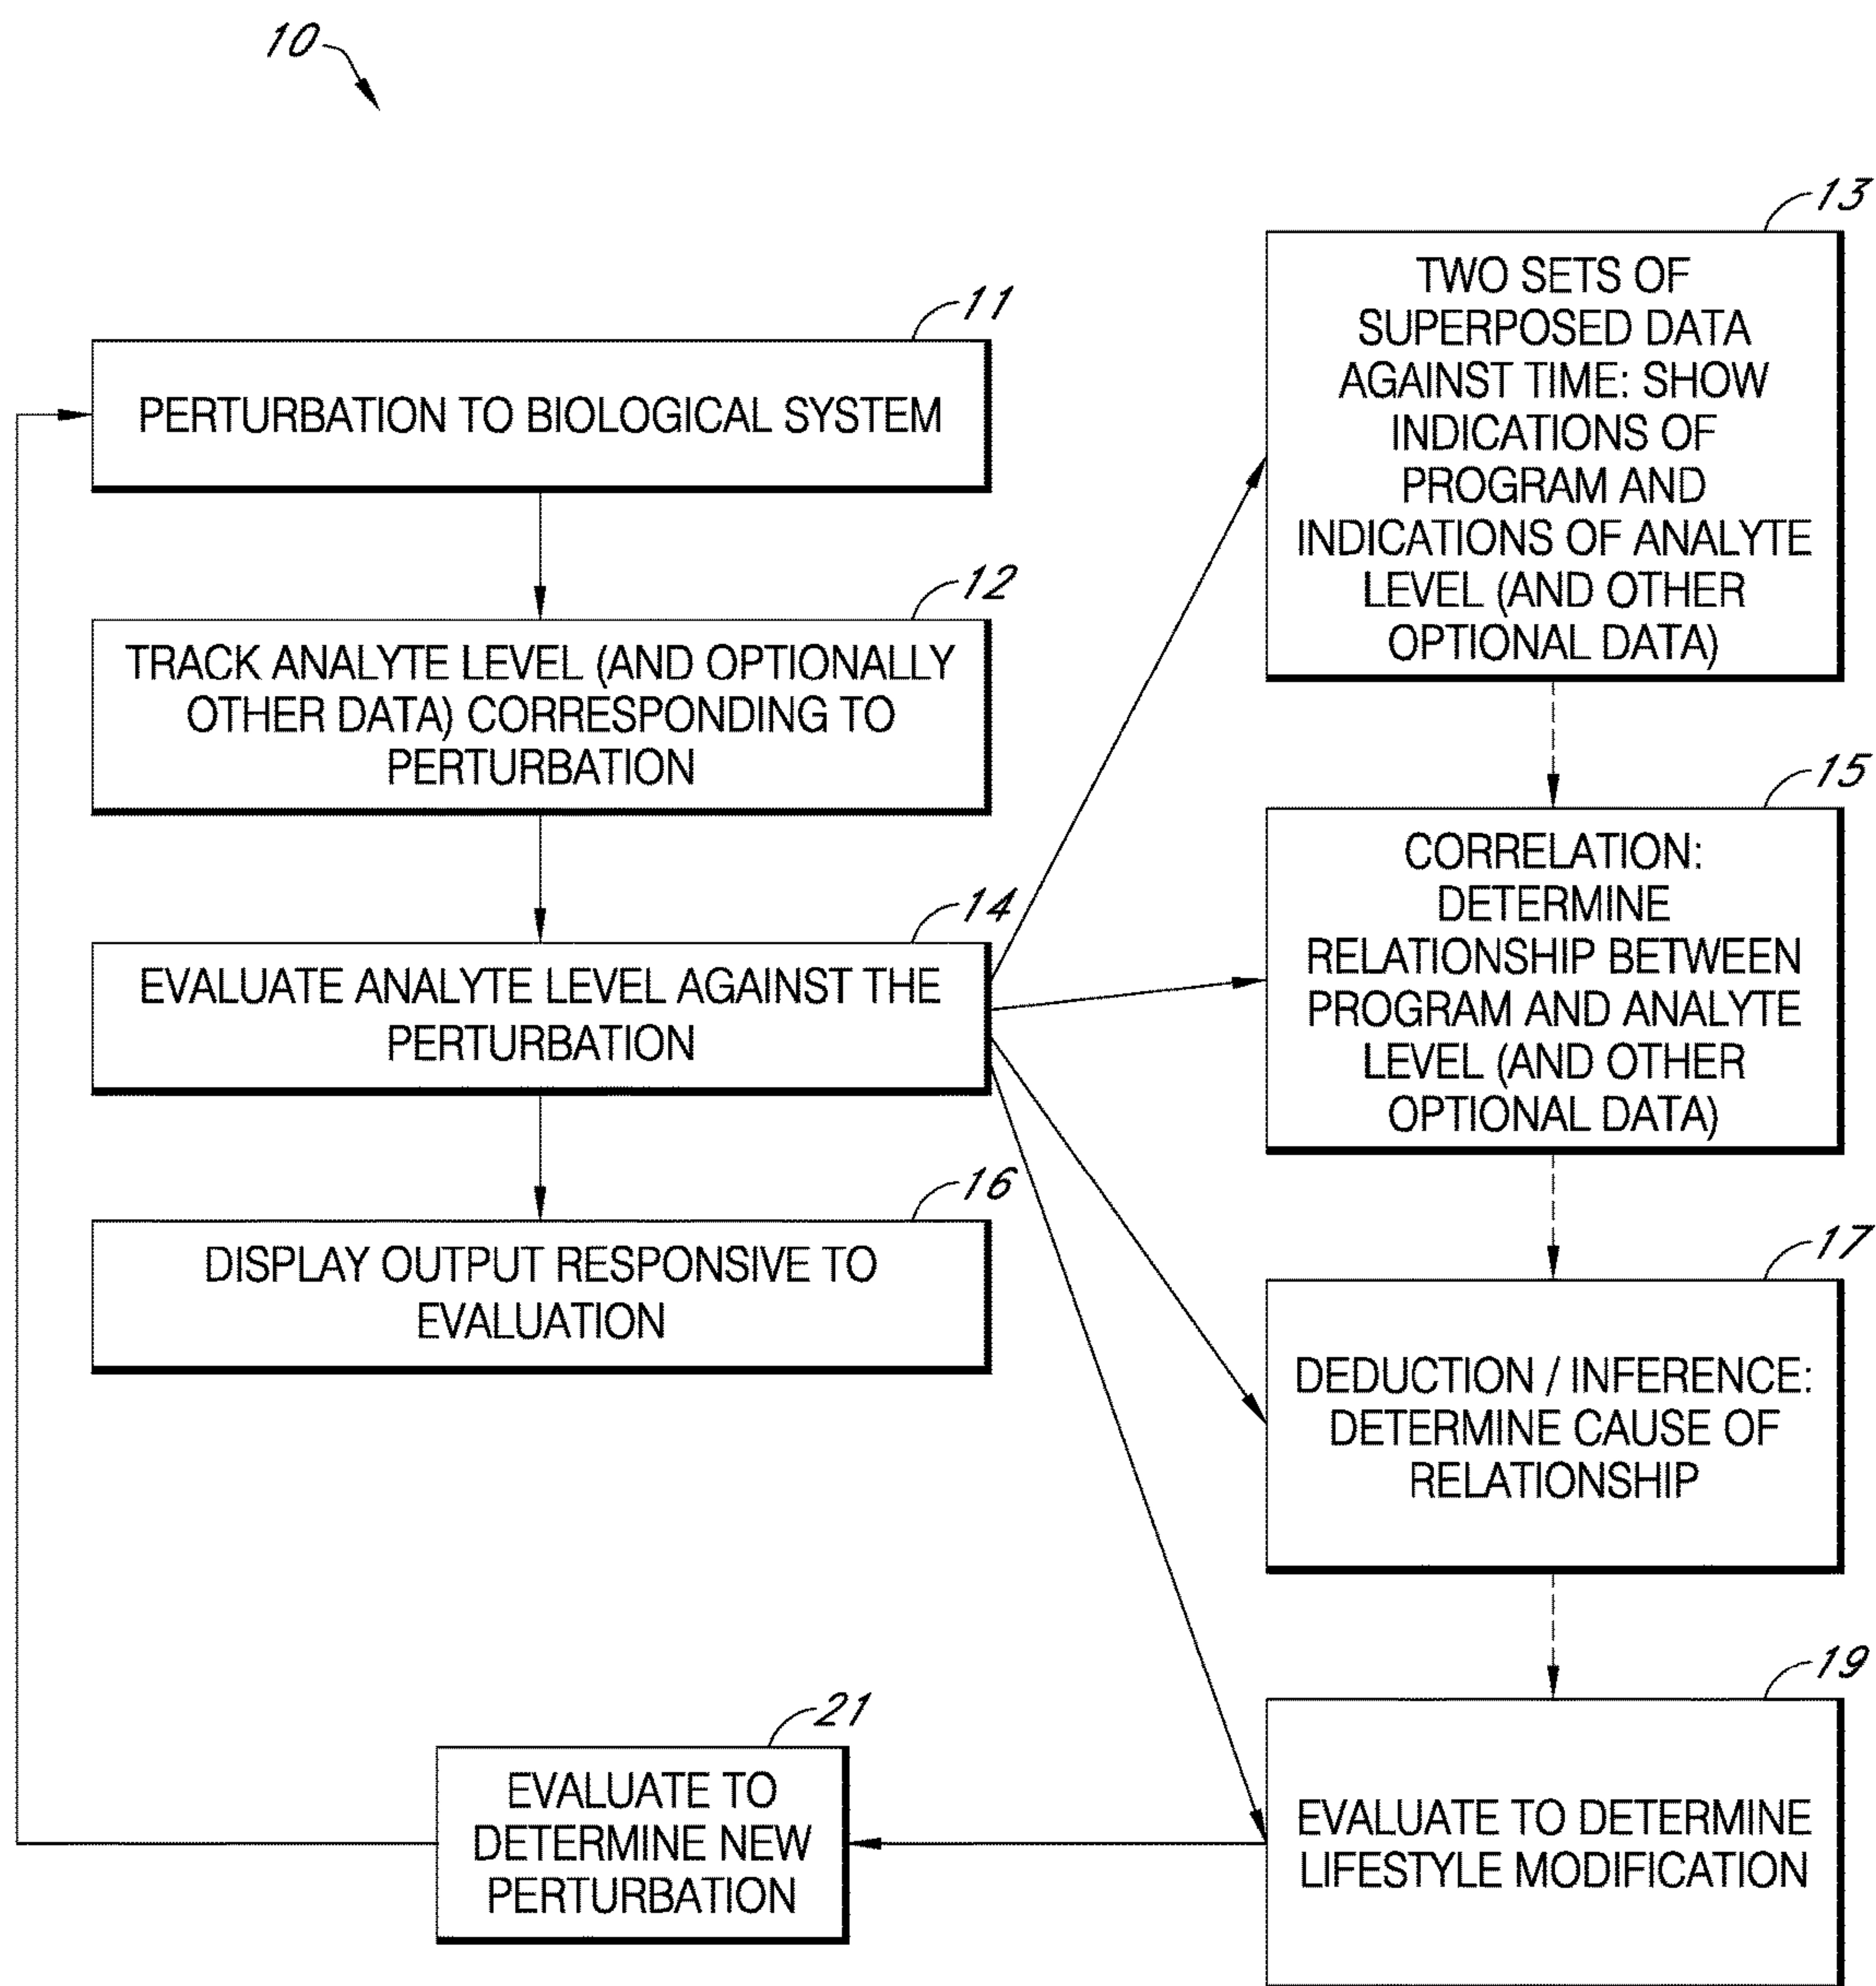 10
11
PERTURBATION TO BIOLOGICAL SYSTEM
12
TRACK ANALYTE LEVEL (AND OPTIONALLY
OTHER DATA) CORRESPONDING TO
PERTURBATION
14
EVALUATE ANALYTE LEVEL AGAINST THE
PERTURBATION
16
DISPLAY OUTPUT RESPONSIVE TO
EVALUATION
13
TWO SETS OF
SUPERPOSED DATA
AGAINST TIME: SHOW
INDICATIONS OF
PROGRAM AND
INDICATIONS OF ANALYTE
LEVEL (AND OTHER
OPTIONAL DATA)
15
CORRELATION:
DETERMINE
RELATIONSHIP BETWEEN
PROGRAM AND ANALYTE
LEVEL (AND OTHER
OPTIONAL DATA)
17
DEDUCTION / INFERENCE:
DETERMINE CAUSE OF
RELATIONSHIP
19
EVALUATE TO DETERMINE
LIFESTYLE MODIFICATION
21
EVALUATE TO
DETERMINE NEW
PERTURBATION